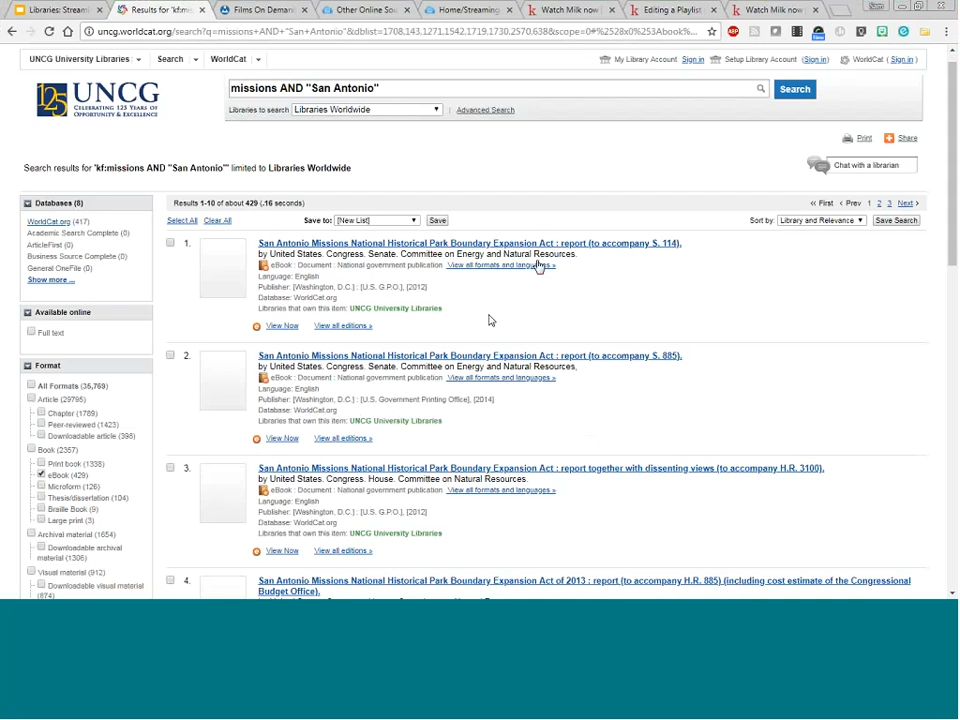 Libraries: Streami
Results for 'kf:mis
Films On Demand
Other Online Sou
Home/Streaming
Watch Milk now
Editing a Playlist
Watch Milk now
Sam
uncg.worldcat.org/search?q=missions+AND+"San+Antonio"&dblist=1708,143,1271,1542,1719,1730,2570,638&scope=0#%2528x0%253Abook
UNCG University Libraries
Search
WorldCat
My Library Account Sign in
Setup Library Account (Sign in)
WorldCat (Sign in)
UNCG
CELEBRATING 125 YEARS OF
OPPORTUNITY & EXCELLENCE
missions AND "San Antonio"
Search
Libraries to search Libraries Worldwide | Advanced Search
Print Share
Search results for 'kf:missions AND "San Antonio"' limited to Libraries Worldwide
Chat with a librarian
Databases (8)
WorldCat.org (417)
Academic Search Complete (0)
ArticleFirst (0)
Business Source Complete (0)
General OneFile (0)
Show more ...
Available online
Full text
Format
All Formats (35,769)
Article (29795)
Chapter (1789)
Peer-reviewed (1423)
Downloadable article (398)
Book (2357)
Print book (1338)
eBook (429)
Microform (126)
Thesis/dissertation (104)
Braille Book (9)
Large print (3)
Archival material (1654)
Downloadable archival
material (1306)
Visual material (912)
Downloadable visual material
(874)
Results 1-10 of about 429 (.16 seconds)
« First ‹ Prev 1 2 3 Next ›
Select All Clear All Save to: [New List] Save
Sort by: Library and Relevance Save Search
1. San Antonio Missions National Historical Park Boundary Expansion Act : report (to accompany S. 114).
by United States. Congress. Senate. Committee on Energy and Natural Resources.
eBook : Document : National government publication View all formats and languages »
Language: English
Publisher: [Washington, D.C.] : [U.S. G.P.O.], [2012]
Database: WorldCat.org
Libraries that own this item: UNCG University Libraries
View Now View all editions »
2. San Antonio Missions National Historical Park Boundary Expansion Act : report (to accompany S. 885).
by United States. Congress. Senate. Committee on Energy and Natural Resources,
eBook : Document : National government publication View all formats and languages »
Language: English
Publisher: [Washington, D.C.] : [U.S. Government Printing Office], [2014]
Database: WorldCat.org
Libraries that own this item: UNCG University Libraries
View Now View all editions »
3. San Antonio Missions National Historical Park Boundary Expansion Act : report together with dissenting views (to accompany H.R. 3100).
by United States. Congress. House. Committee on Natural Resources.
eBook : Document : National government publication View all formats and languages »
Language: English
Publisher: [Washington, D.C.] : [U.S. G.P.O.], [2012]
Database: WorldCat.org
Libraries that own this item: UNCG University Libraries
View Now View all editions »
4. San Antonio Missions National Historical Park Boundary Expansion Act of 2013 : report (to accompany H.R. 885) (including cost estimate of the Congressional
Budget Office).